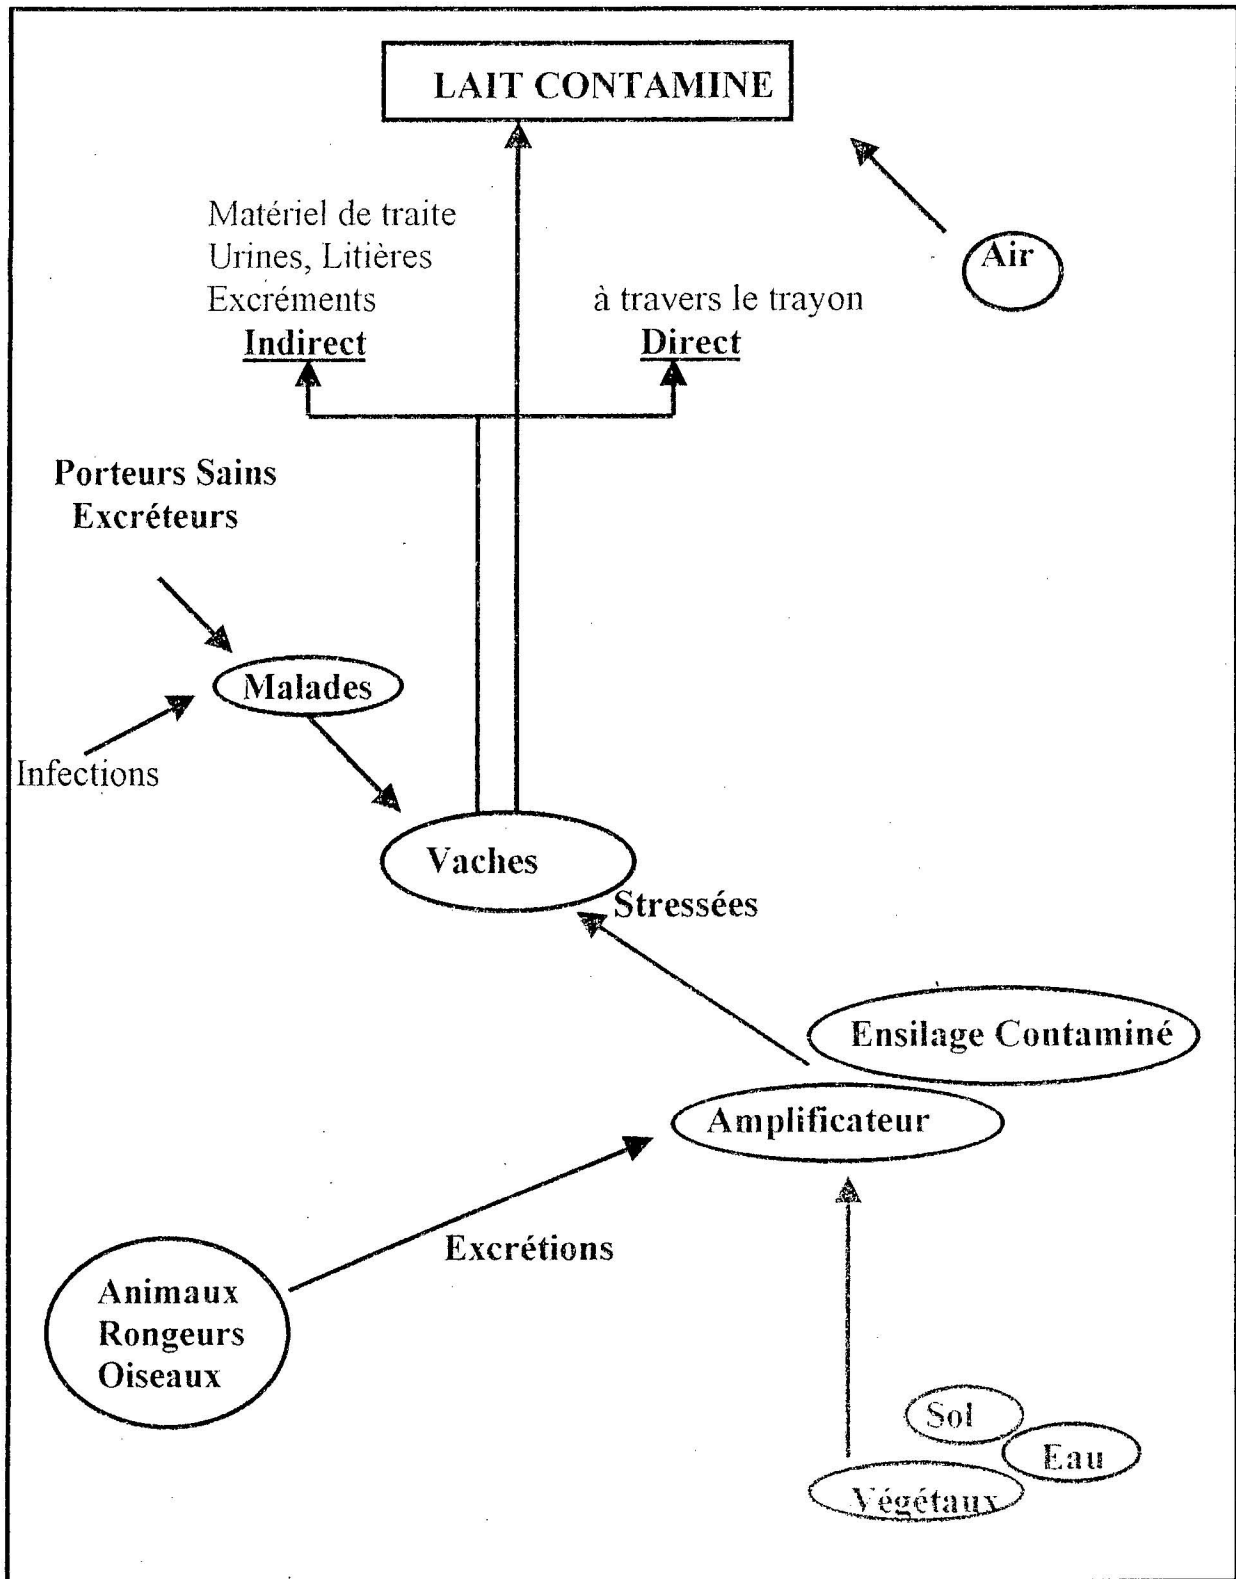 LAIT CONTAMINE
Matériel de traite
Urines, Litières
Excréments
Indirect
à travers le trayon
Direct
Air
Porteurs Sains
Excréteurs
Malades
Infections
Vaches
Stressées
Ensilage Contaminé
Amplificateur
Excrétions
Animaux
Rongeurs
Oiseaux
Sol
Eau
Végétaux